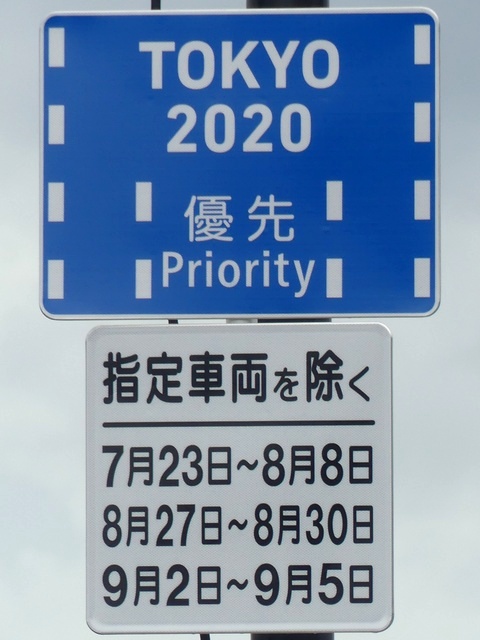 TOKYO
2020
優先
Priority
指定車両を除く
7月23日~8月8日
8月27日~8月30日
9月2日~9月5日